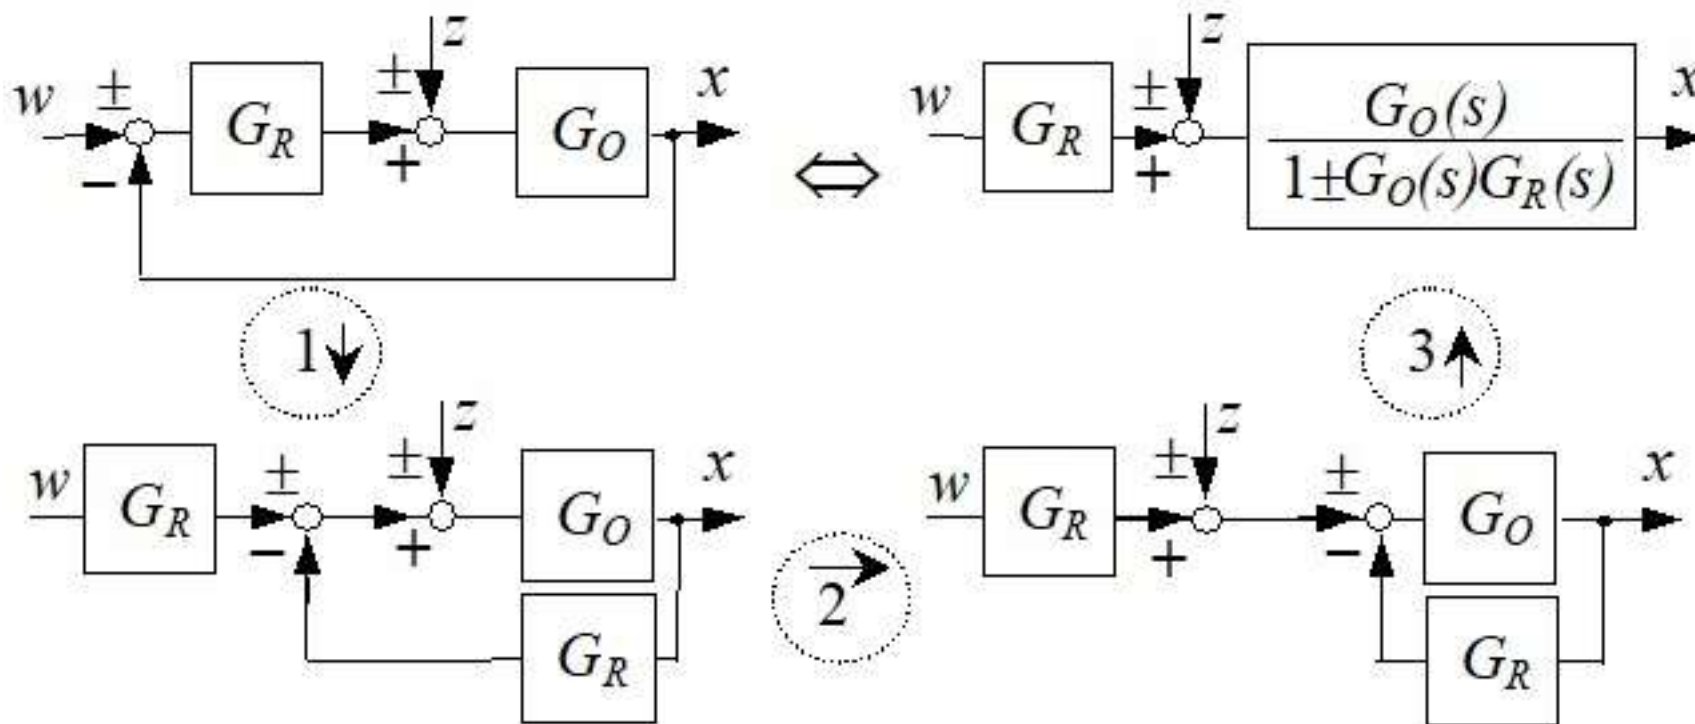 z
w ± G_R ± + G_O x
−
z
w G_R ± + G_O(s) x
1±G_O(s)G_R(s)
1↓
3↑
z
w G_R ± − ± + G_O x
G_R
→
2
z
w G_R ± + ± − G_O x
G_R